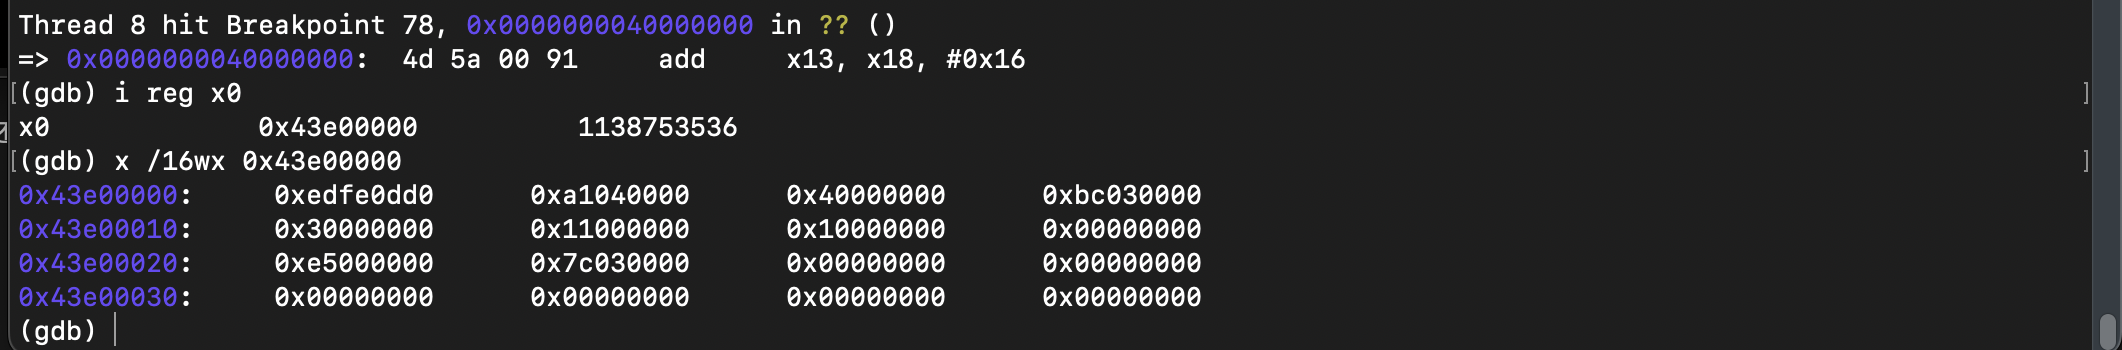 Thread 8 hit Breakpoint 78, 0x0000000040000000 in ?? ()
=> 0x0000000040000000: 4d 5a 00 91 add x13, x18, #0x16
[(gdb) i reg x0 ]
x0 0x43e00000 1138753536
[(gdb) x /16wx 0x43e00000 ]
0x43e00000: 0xedfe0dd0 0xa1040000 0x40000000 0xbc030000
0x43e00010: 0x30000000 0x11000000 0x10000000 0x00000000
0x43e00020: 0xe5000000 0x7c030000 0x00000000 0x00000000
0x43e00030: 0x00000000 0x00000000 0x00000000 0x00000000
(gdb)